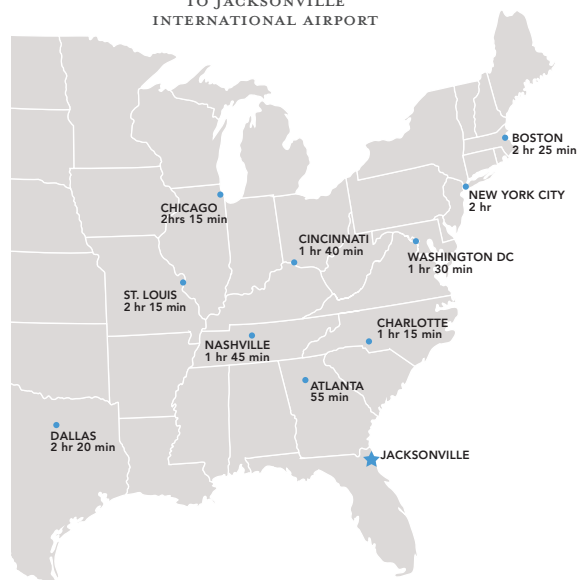 TO JACKSONVILLE
INTERNATIONAL AIRPORT
BOSTON
2 hr 25 min
NEW YORK CITY
2 hr
CHICAGO
2hrs 15 min
CINCINNATI
1 hr 40 min
WASHINGTON DC
1 hr 30 min
ST. LOUIS
2 hr 15 min
CHARLOTTE
1 hr 15 min
NASHVILLE
1 hr 45 min
ATLANTA
55 min
DALLAS
2 hr 20 min
JACKSONVILLE